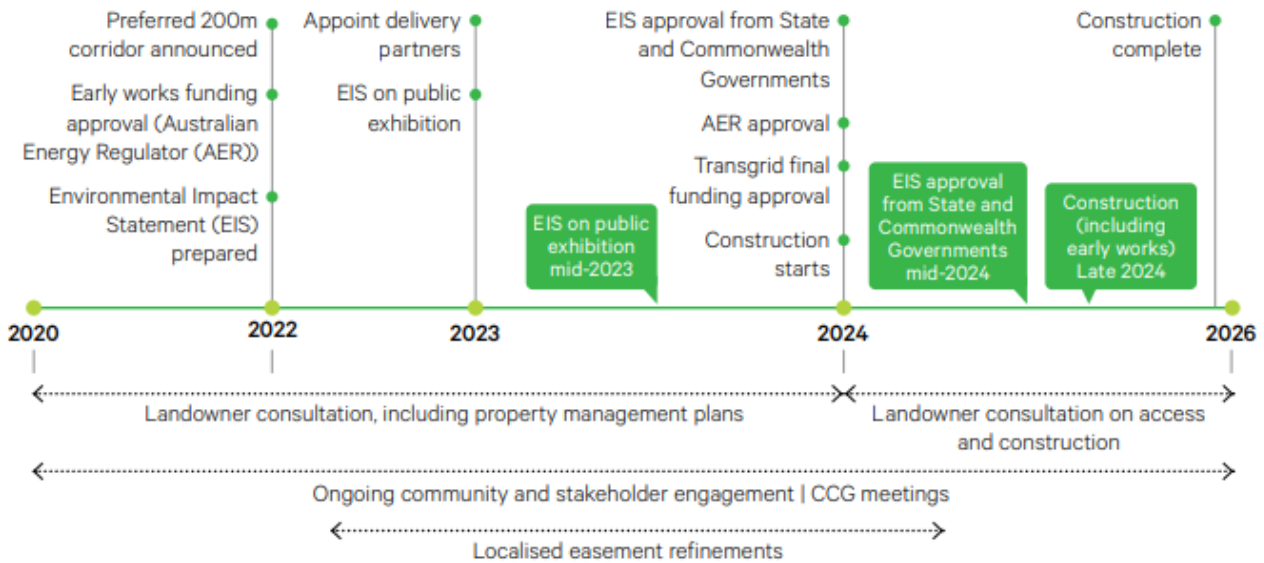 Preferred 200m
corridor announced
Early works funding
approval (Australian
Energy Regulator (AER))
Environmental Impact
Statement (EIS)
prepared
Appoint delivery
partners
EIS on public
exhibition
EIS on public
exhibition
mid-2023
EIS approval from State
and Commonwealth
Governments
AER approval
Transgrid final
funding approval
Construction
starts
EIS approval
from State and
Commonwealth
Governments
mid-2024
Construction
(including
early works)
Late 2024
Construction
complete
2020
2022
2023
2024
2026
Landowner consultation, including property management plans
Landowner consultation on access
and construction
Ongoing community and stakeholder engagement | CCG meetings
Localised easement refinements